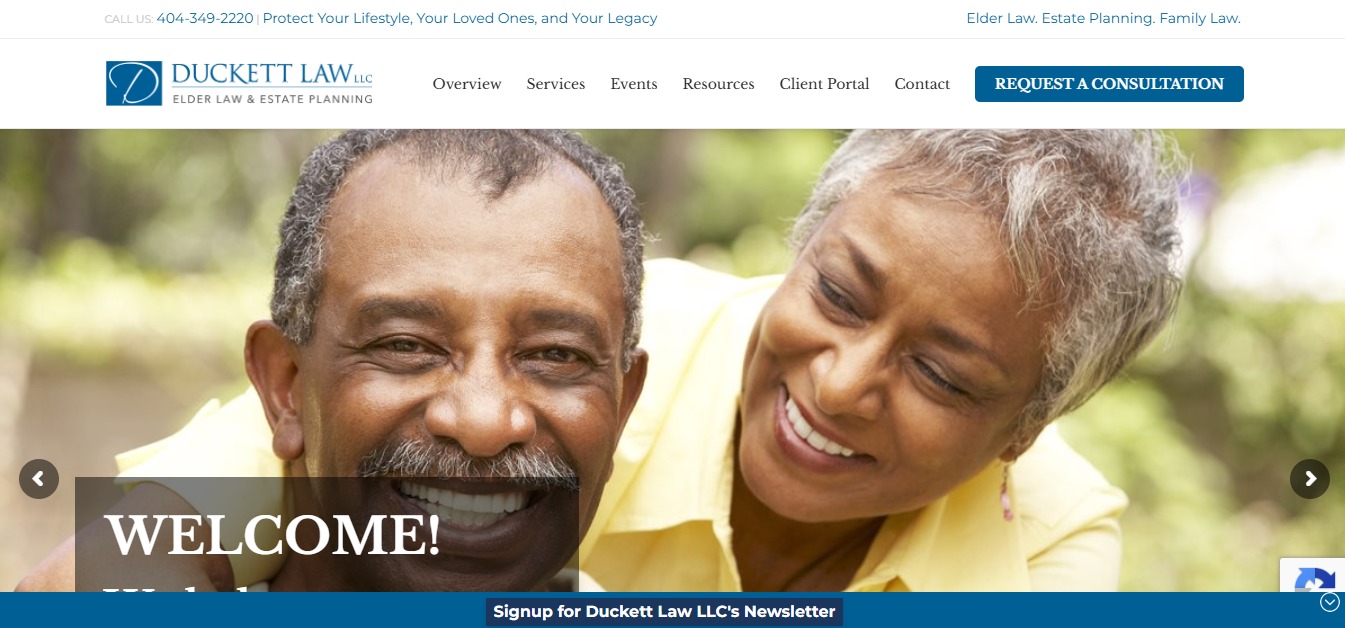 CALL US: 404-349-2220 | Protect Your Lifestyle, Your Loved Ones, and Your Legacy
Elder Law. Estate Planning. Family Law.
DUCKETT LAW LLC
ELDER LAW & ESTATE PLANNING
Overview Services Events Resources Client Portal Contact REQUEST A CONSULTATION
WELCOME!
Signup for Duckett Law LLC's Newsletter